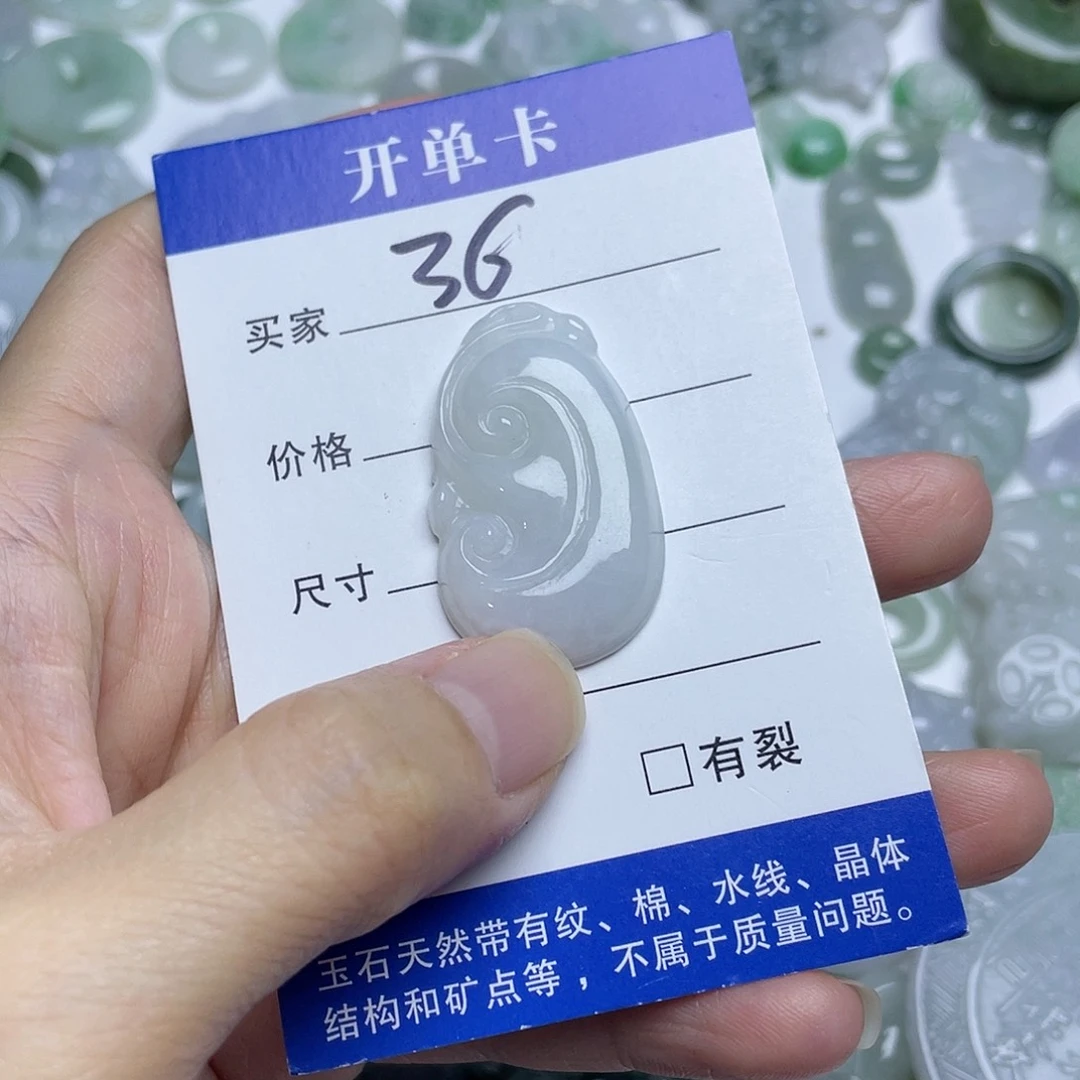 开单卡
36
买家
价格
尺寸
□有裂
玉石天然带有纹、棉、水线、晶体
结构和矿点等，不属于质量问题。